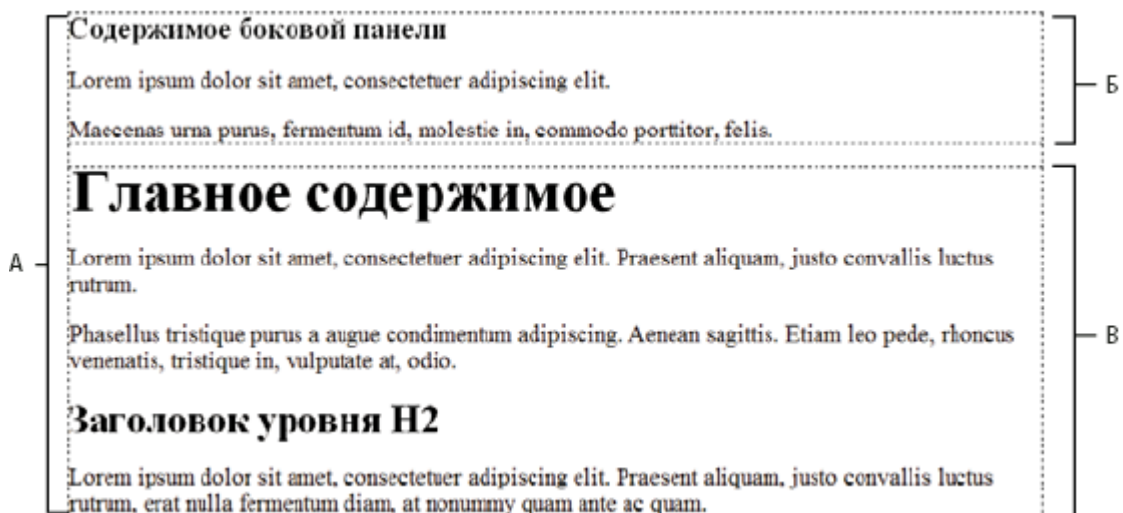 Содержимое боковой панели
Lorem ipsum dolor sit amet, consectetuer adipiscing elit.
Б
Maecenas urna purus, fermentum id, molestie in, commodo porttitor, felis.
Главное содержимое
А
Lorem ipsum dolor sit amet, consectetuer adipiscing elit. Praesent aliquam, justo convallis luctus
rutrum.
Phasellus tristique purus a augue condimentum adipiscing. Aenean sagittis. Etiam leo pede, rhoncus
В
venenatis, tristique in, vulputate at, odio.
Заголовок уровня H2
Lorem ipsum dolor sit amet, consectetuer adipiscing elit. Praesent aliquam, justo convallis luctus
rutrum, erat nulla fermentum diam, at nonummy quam ante ac quam.